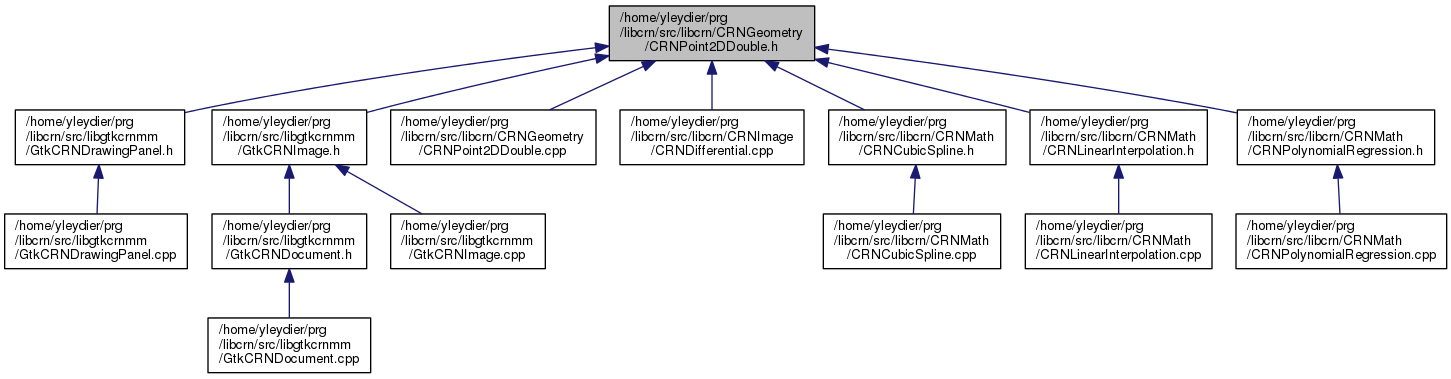 /home/yleydier/prg
/libcrn/src/libcrn/CRNGeometry
/CRNPoint2DDouble.h
/home/yleydier/prg
/libcrn/src/libgtkcrnmm
/GtkCRNDrawingPanel.h
/home/yleydier/prg
/libcrn/src/libgtkcrnmm
/GtkCRNImage.h
/home/yleydier/prg
/libcrn/src/libcrn/CRNGeometry
/CRNPoint2DDouble.cpp
/home/yleydier/prg
/libcrn/src/libcrn/CRNImage
/CRNDifferential.cpp
/home/yleydier/prg
/libcrn/src/libcrn/CRNMath
/CRNCubicSpline.h
/home/yleydier/prg
/libcrn/src/libcrn/CRNMath
/CRNLinearInterpolation.h
/home/yleydier/prg
/libcrn/src/libcrn/CRNMath
/CRNPolynomialRegression.h
/home/yleydier/prg
/libcrn/src/libgtkcrnmm
/GtkCRNDrawingPanel.cpp
/home/yleydier/prg
/libcrn/src/libgtkcrnmm
/GtkCRNDocument.h
/home/yleydier/prg
/libcrn/src/libgtkcrnmm
/GtkCRNImage.cpp
/home/yleydier/prg
/libcrn/src/libcrn/CRNMath
/CRNCubicSpline.cpp
/home/yleydier/prg
/libcrn/src/libcrn/CRNMath
/CRNLinearInterpolation.cpp
/home/yleydier/prg
/libcrn/src/libcrn/CRNMath
/CRNPolynomialRegression.cpp
/home/yleydier/prg
/libcrn/src/libgtkcrnmm
/GtkCRNDocument.cpp